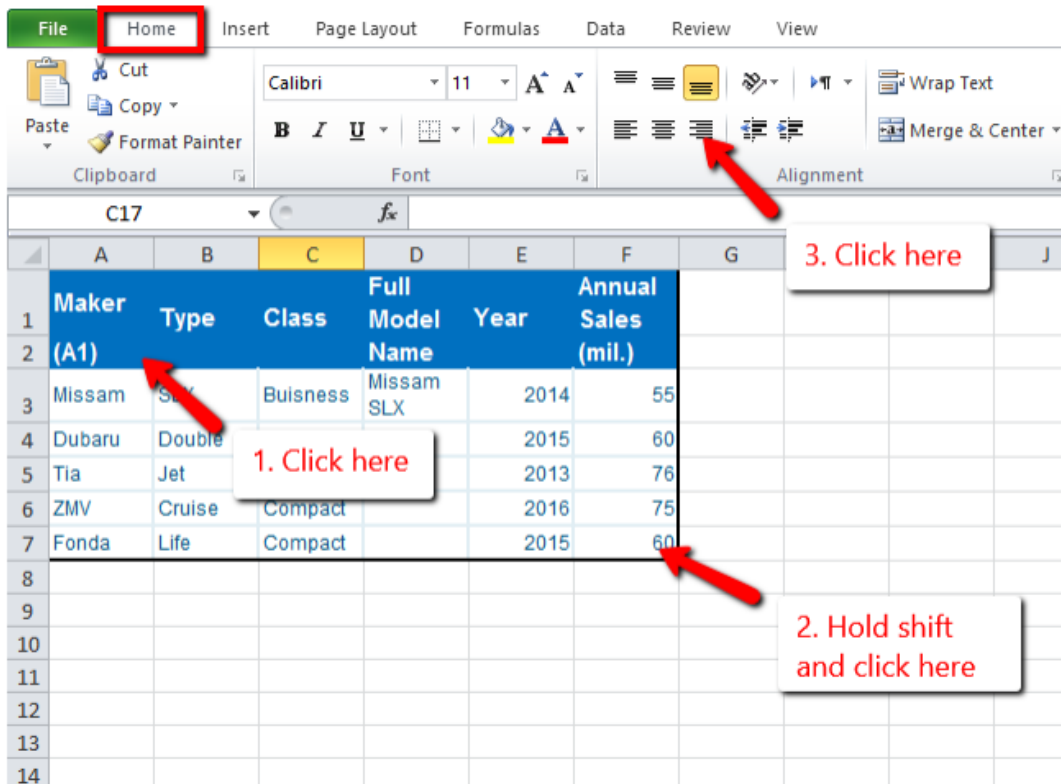 File Home Insert Page Layout Formulas Data Review View
Cut
Copy
Paste
Format Painter
Clipboard
Calibri 11 A A
B I U A
Font
Wrap Text
Merge & Center
Alignment
C17 fx
A B C D E F G J
1 Maker Type Class Full Model Name Year Annual Sales (mil.)
2 (A1)
3 Missam Buisness Missam SLX 2014 55
4 Dubaru Double 2015 60
5 Tia Jet 2013 76
6 ZMV Cruise Compact 2016 75
7 Fonda Life Compact 2015 60
8
9
10
11
12
13
14
1. Click here
2. Hold shift
and click here
3. Click here